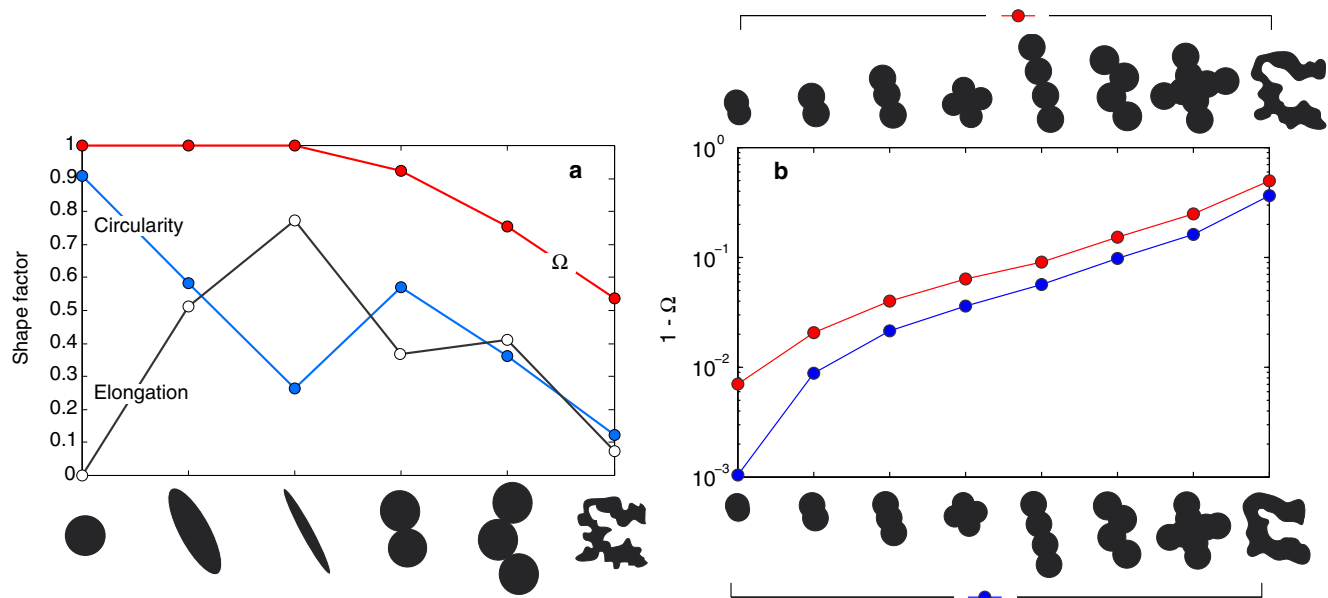 a
1
0.9
0.8
0.7
0.6
0.5
0.4
0.3
0.2
0.1
0
Shape factor
Circularity
Elongation
Ω
b
10⁰
10⁻¹
10⁻²
10⁻³
1 - Ω